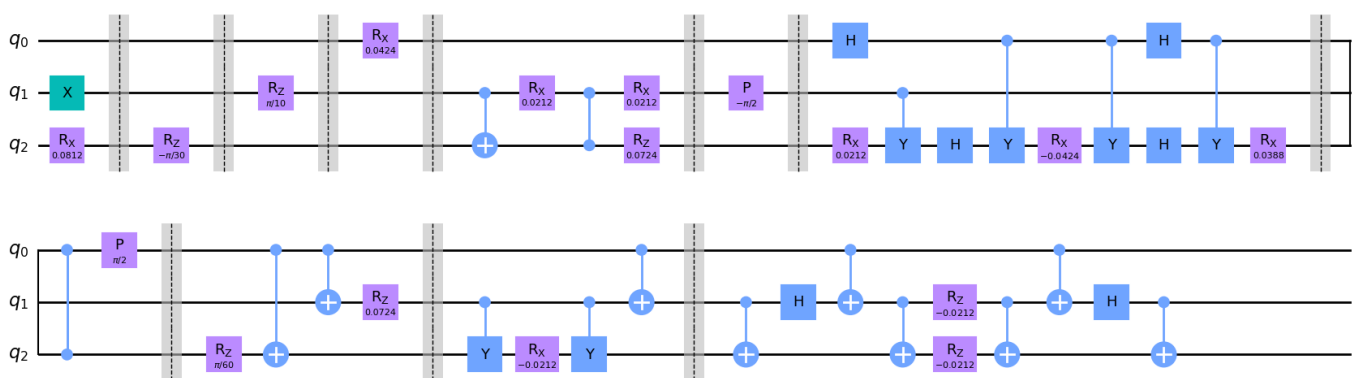 q0 RX 0.0424 H H
q1 X RZ π/10 RX 0.0212 RX 0.0212 P −π/2
q2 RX 0.0812 RZ −π/30 RZ 0.0724 RX 0.0212 Y H Y RX −0.0424 Y H Y RX 0.0388
q0 P π/2
q1 RZ 0.0724 H RZ −0.0212 H
q2 RZ π/60 Y RX −0.0212 Y RZ −0.0212